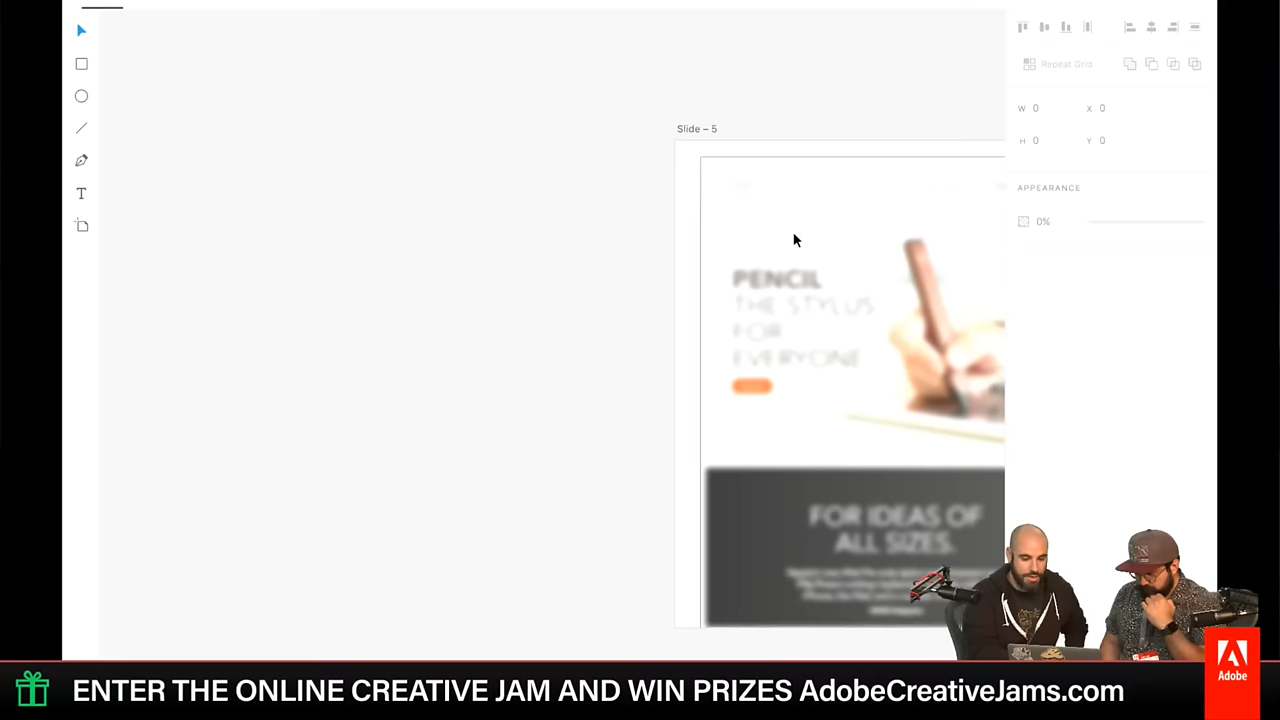 Repeat Grid
W 0 X 0
H 0 Y 0
Slide – 5
APPEARANCE
0%
T
PENCIL
THE STYLUS
FOR
EVERYONE
FOR IDEAS OF
ALL SIZES.
ENTER THE ONLINE CREATIVE JAM AND WIN PRIZES AdobeCreativeJams.com
Adobe